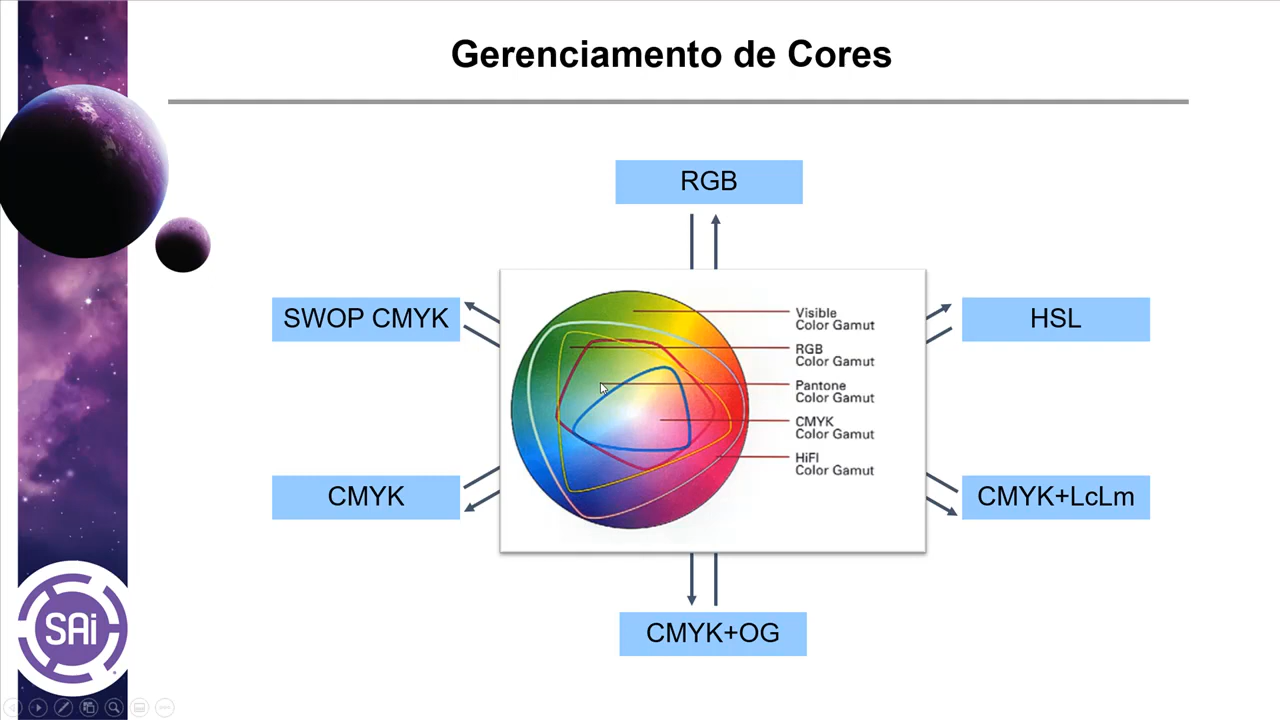 Gerenciamento de Cores
RGB
SWOP CMYK
HSL
Visible
Color Gamut
RGB
Color Gamut
Pantone
Color Gamut
CMYK
Color Gamut
HiFI
Color Gamut
CMYK
CMYK+LcLm
CMYK+OG
SAi